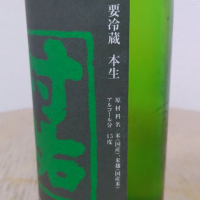 要冷蔵 本生
原材料名 米(国産)、米麹(国産米)
アルコール分 15度